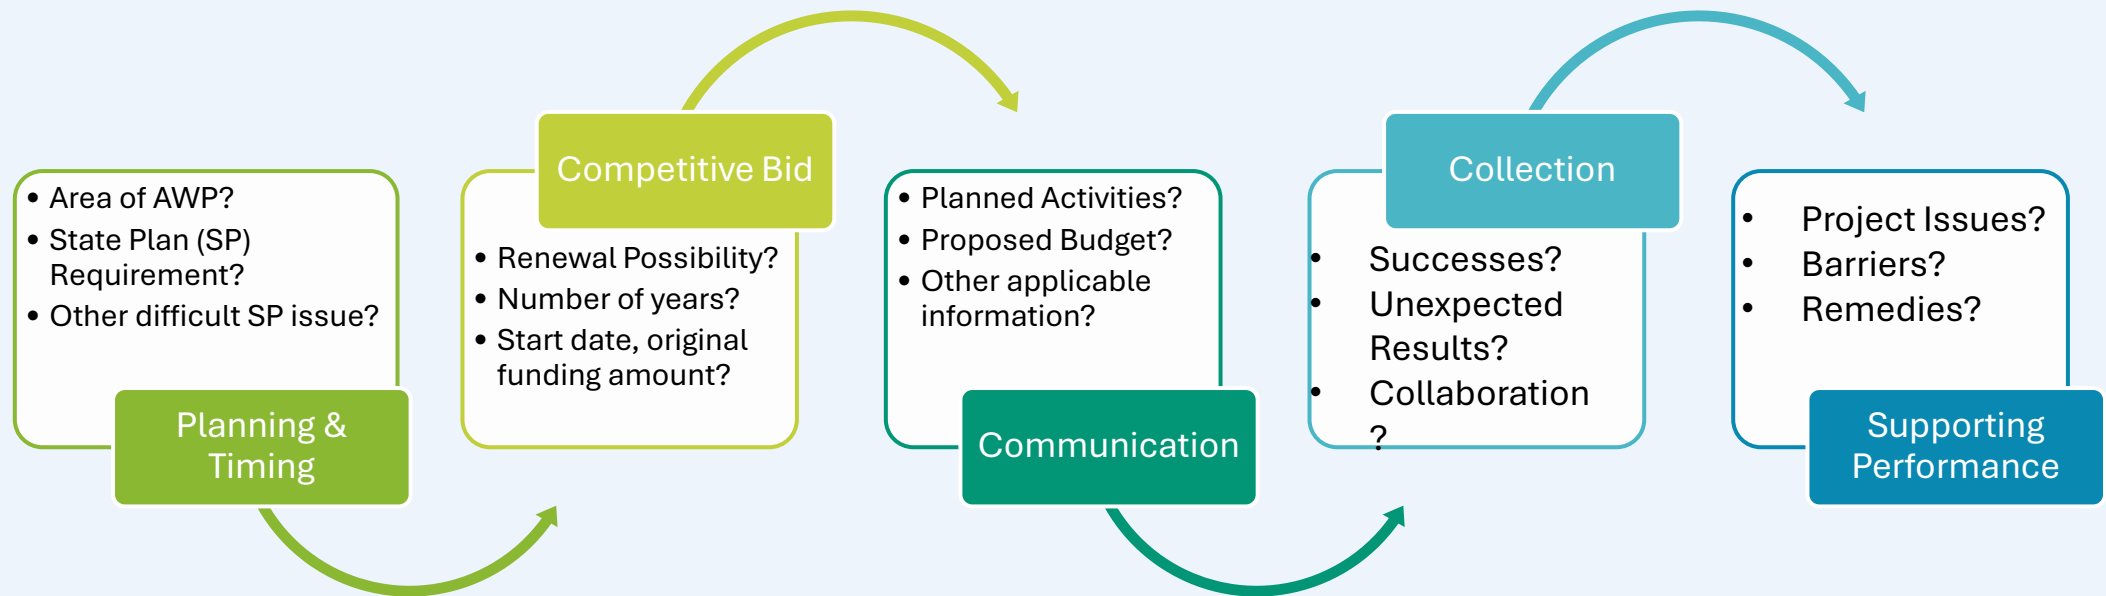 • Area of AWP?
• State Plan (SP)
Requirement?
• Other difficult SP issue?
Planning &
Timing
Competitive Bid
• Renewal Possibility?
• Number of years?
• Start date, original
funding amount?
• Planned Activities?
• Proposed Budget?
• Other applicable
information?
Communication
Collection
• Successes?
• Unexpected
Results?
• Collaboration
?
• Project Issues?
• Barriers?
• Remedies?
Supporting
Performance